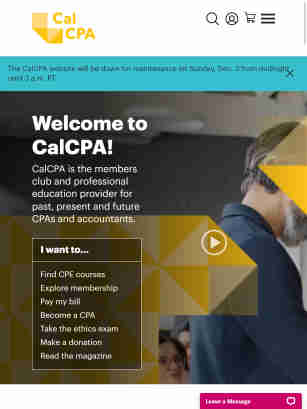 Cal
CPA
The CalCPA website will be down for maintenance on Sunday, Dec. 3 from midnight
until 3 a.m. PT.
Welcome to
CalCPA!
CalCPA is the members
club and professional
education provider for
past, present and future
CPAs and accountants.
I want to...
Find CPE courses
Explore membership
Pay my bill
Become a CPA
Take the ethics exam
Make a donation
Read the magazine
Leave a Message